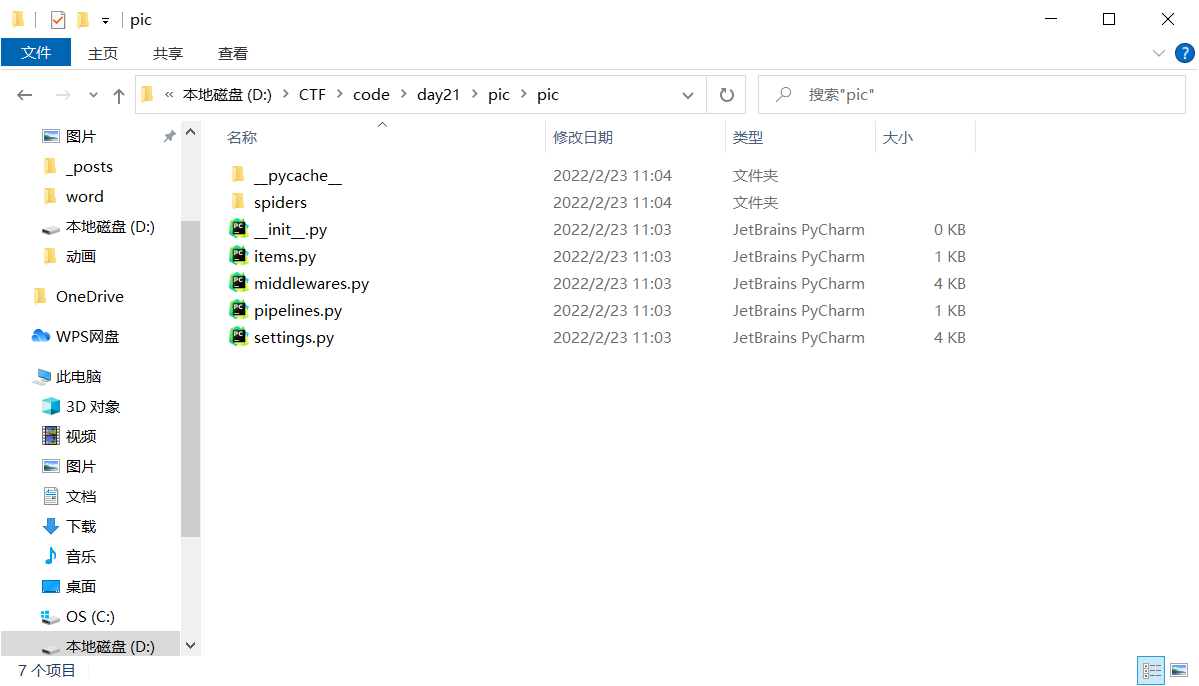 pic
文件 主页 共享 查看
« 本地磁盘 (D:) › CTF › code › day21 › pic › pic 搜索"pic"
图片
_posts
word
本地磁盘 (D:)
动画
OneDrive
WPS网盘
此电脑
3D 对象
视频
图片
文档
下载
音乐
桌面
OS (C:)
本地磁盘 (D:)
名称 修改日期 类型 大小
__pycache__ 2022/2/23 11:04 文件夹
spiders 2022/2/23 11:04 文件夹
__init__.py 2022/2/23 11:03 JetBrains PyCharm 0 KB
items.py 2022/2/23 11:03 JetBrains PyCharm 1 KB
middlewares.py 2022/2/23 11:03 JetBrains PyCharm 4 KB
pipelines.py 2022/2/23 11:03 JetBrains PyCharm 1 KB
settings.py 2022/2/23 11:03 JetBrains PyCharm 4 KB
7 个项目